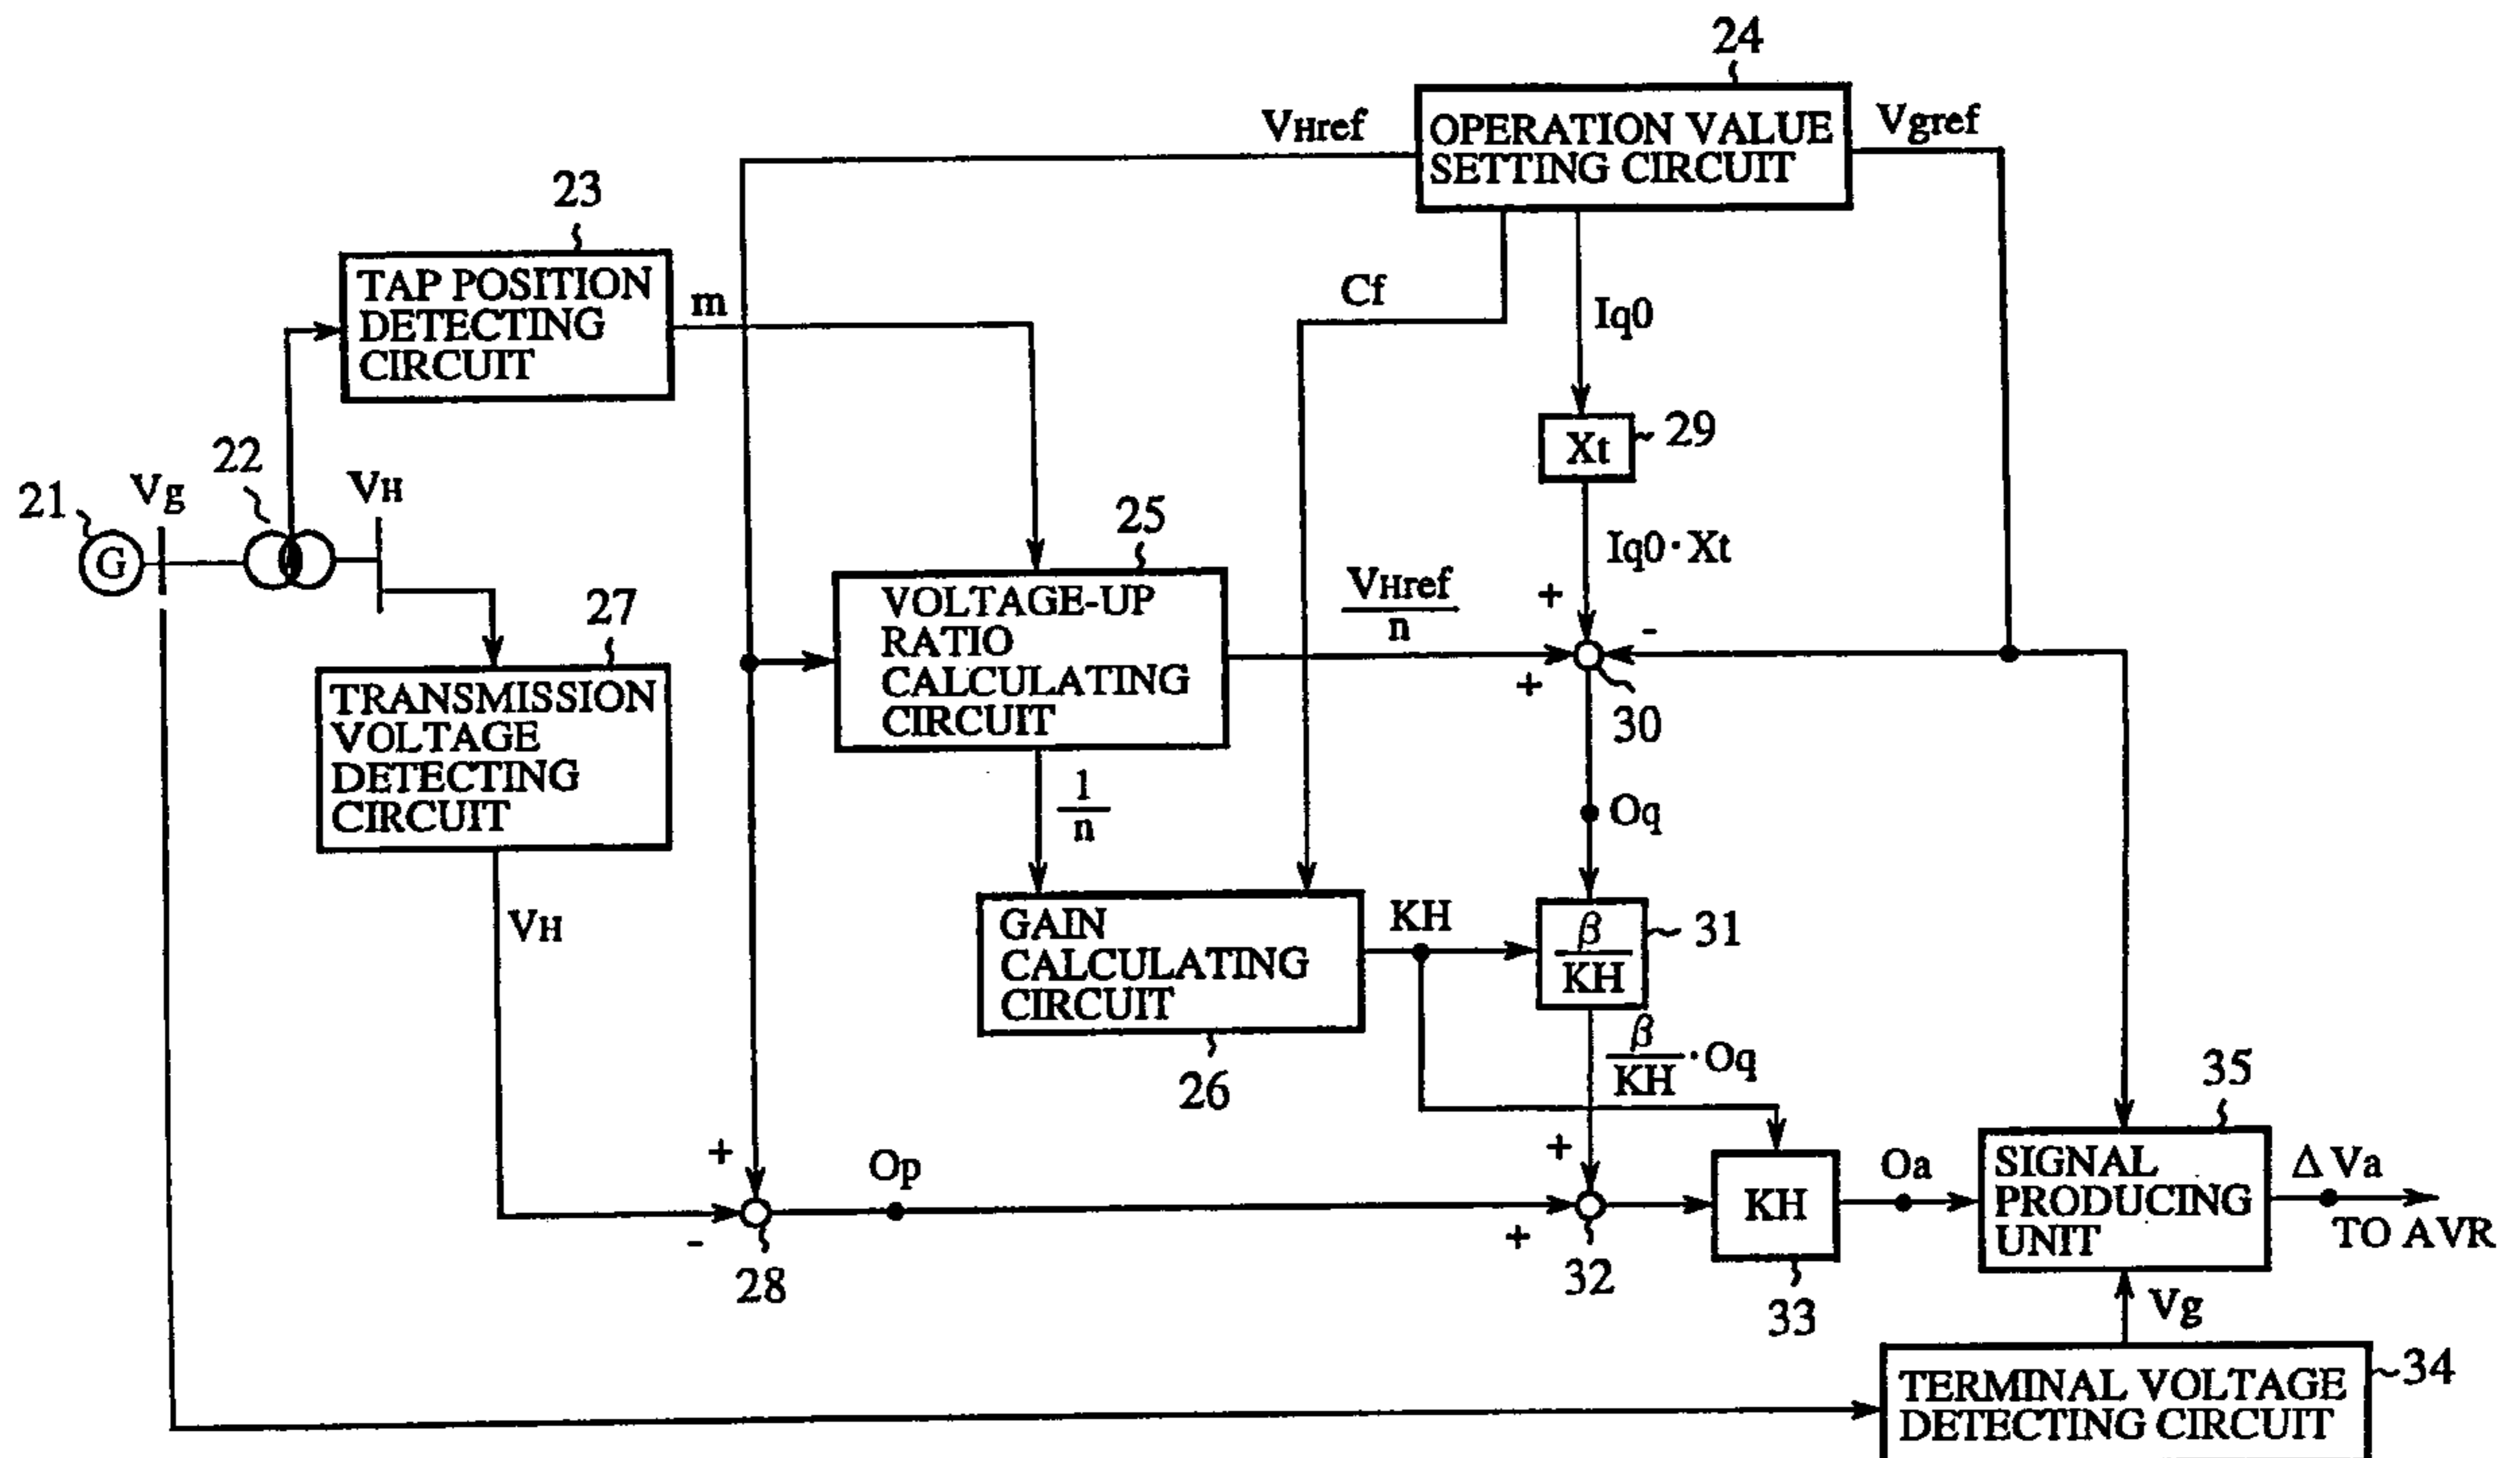 24
VHref
OPERATION VALUE
SETTING CIRCUIT
Vgref
23
TAP POSITION
DETECTING
CIRCUIT
m
Cf
Iq0
Xt
29
22
21
Vg
VH
G
25
Iq0·Xt
27
VOLTAGE-UP
RATIO
CALCULATING
CIRCUIT
VHref
n
+
-
+
30
TRANSMISSION
VOLTAGE
DETECTING
CIRCUIT
1
n
Oq
VH
GAIN
CALCULATING
CIRCUIT
KH
β
KH
31
26
β
KH
·Oq
35
+
Op
+
Oa
SIGNAL
PRODUCING
UNIT
Δ Va
TO AVR
KH
-
28
+
32
33
Vg
34
TERMINAL VOLTAGE
DETECTING CIRCUIT